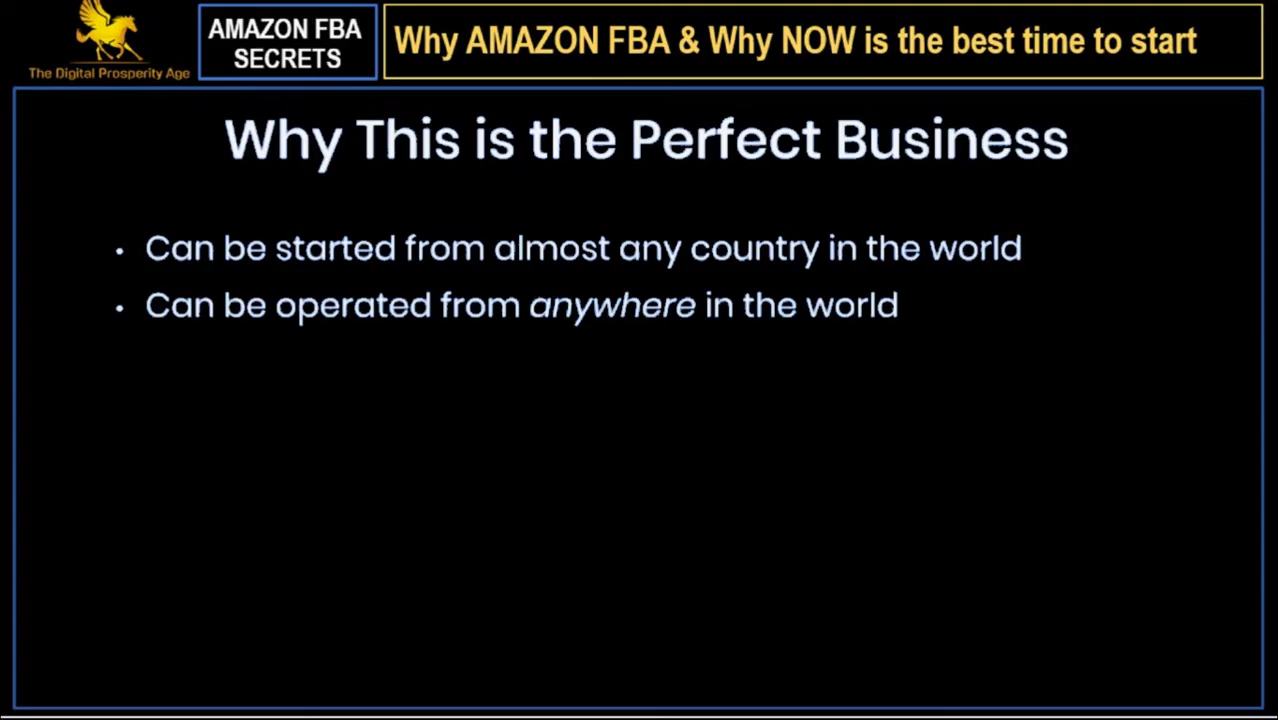 The Digital Prosperity Age
AMAZON FBA
SECRETS
Why AMAZON FBA & Why NOW is the best time to start
Why This is the Perfect Business
• Can be started from almost any country in the world
• Can be operated from anywhere in the world